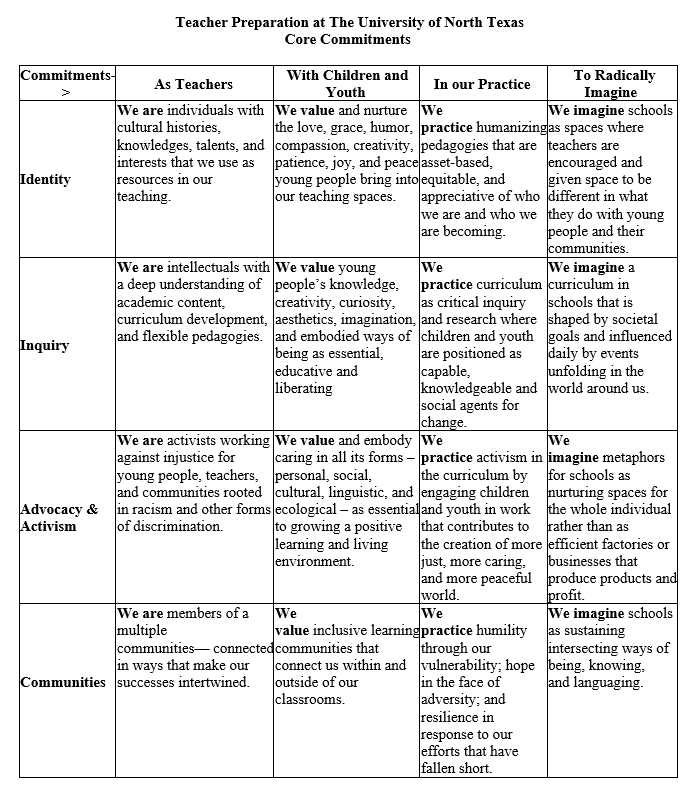 Teacher Preparation at The University of North Texas
Core Commitments
Commitments-
>
As Teachers
With Children and
Youth
In our Practice
To Radically
Imagine
Identity
We are individuals with
cultural histories,
knowledges, talents, and
interests that we use as
resources in our
teaching.
We value and nurture
the love, grace, humor,
compassion, creativity,
patience, joy, and peace
young people bring into
our teaching spaces.
We
practice humanizing
pedagogies that are
asset-based,
equitable, and
appreciative of who
we are and who we
are becoming.
We imagine schools
as spaces where
teachers are
encouraged and
given space to be
different in what
they do with young
people and their
communities.
Inquiry
We are intellectuals with
a deep understanding of
academic content,
curriculum development,
and flexible pedagogies.
We value young
people’s knowledge,
creativity, curiosity,
aesthetics, imagination,
and embodied ways of
being as essential,
educative and
liberating
We
practice curriculum
as critical inquiry
and research where
children and youth
are positioned as
capable,
knowledgeable and
social agents for
change.
We imagine a
curriculum in
schools that is
shaped by societal
goals and influenced
daily by events
unfolding in the
world around us.
Advocacy &
Activism
We are activists working
against injustice for
young people, teachers,
and communities rooted
in racism and other forms
of discrimination.
We value and embody
caring in all its forms –
personal, social,
cultural, linguistic, and
ecological – as essential
to growing a positive
learning and living
environment.
We
practice activism in
the curriculum by
engaging children
and youth in work
that contributes to
the creation of more
just, more caring,
and more peaceful
world.
We
imagine metaphors
for schools as
nurturing spaces for
the whole individual
rather than as
efficient factories or
businesses that
produce products and
profit.
Communities
We are members of a
multiple
communities— connected
in ways that make our
successes intertwined.
We
value inclusive learning
communities that
connect us within and
outside of our
classrooms.
We
practice humility
through our
vulnerability; hope
in the face of
adversity; and
resilience in
response to our
efforts that have
fallen short.
We imagine schools
as sustaining
intersecting ways of
being, knowing,
and languaging.